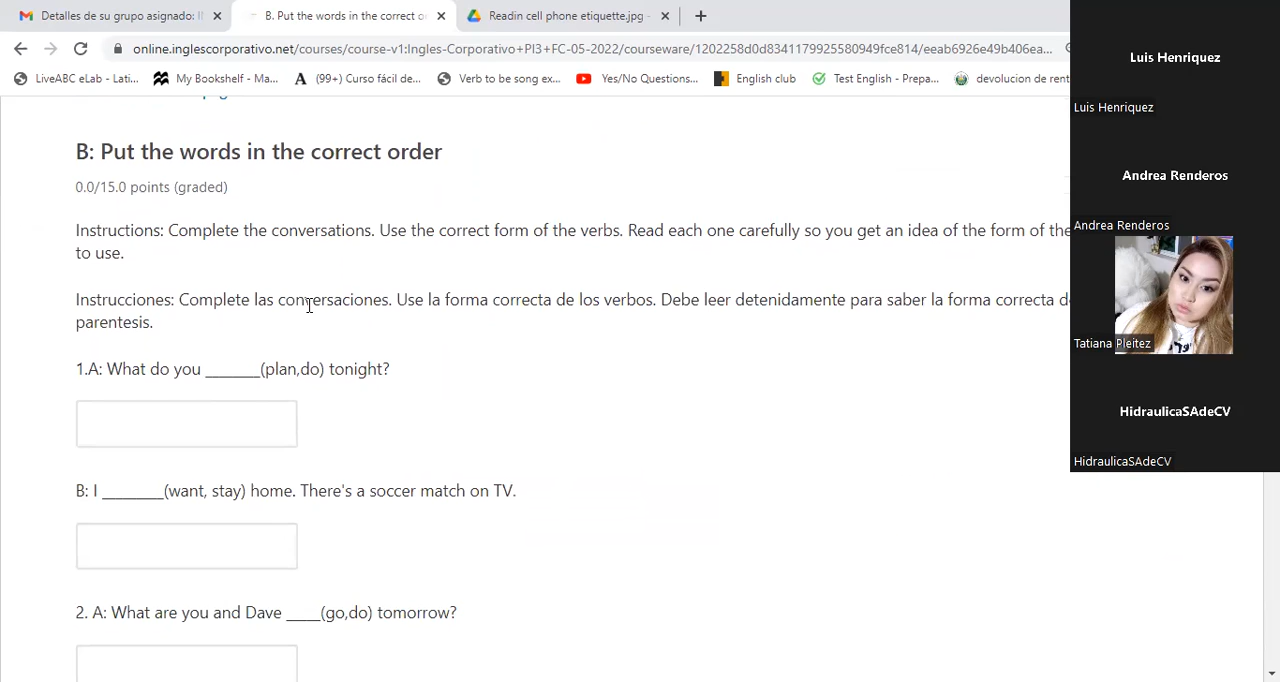 Detalles de su grupo asignado: I
B. Put the words in the correct o
Readin cell phone etiquette.jpg -
online.inglescorporativo.net/courses/course-v1:Ingles-Corporativo+PI3+FC-05-2022/courseware/1202258d0d8341179925580949fce814/eeab6926e49b406ea...
LiveABC eLab - Lati...
My Bookshelf - Ma...
(99+) Curso fácil de...
Verb to be song ex...
Yes/No Questions...
English club
Test English - Prepa...
devolucion de rent
B: Put the words in the correct order
0.0/15.0 points (graded)
Instructions: Complete the conversations. Use the correct form of the verbs. Read each one carefully so you get an idea of the form of the
to use.
Instrucciones: Complete las conversaciones. Use la forma correcta de los verbos. Debe leer detenidamente para saber la forma correcta d
parentesis.
1.A: What do you _______(plan,do) tonight?
B: I ________(want, stay) home. There's a soccer match on TV.
2. A: What are you and Dave ____(go,do) tomorrow?
Luis Henriquez
Luis Henriquez
Andrea Renderos
Andrea Renderos
Tatiana Pleitez
HidraulicaSAdeCV
HidraulicaSAdeCV